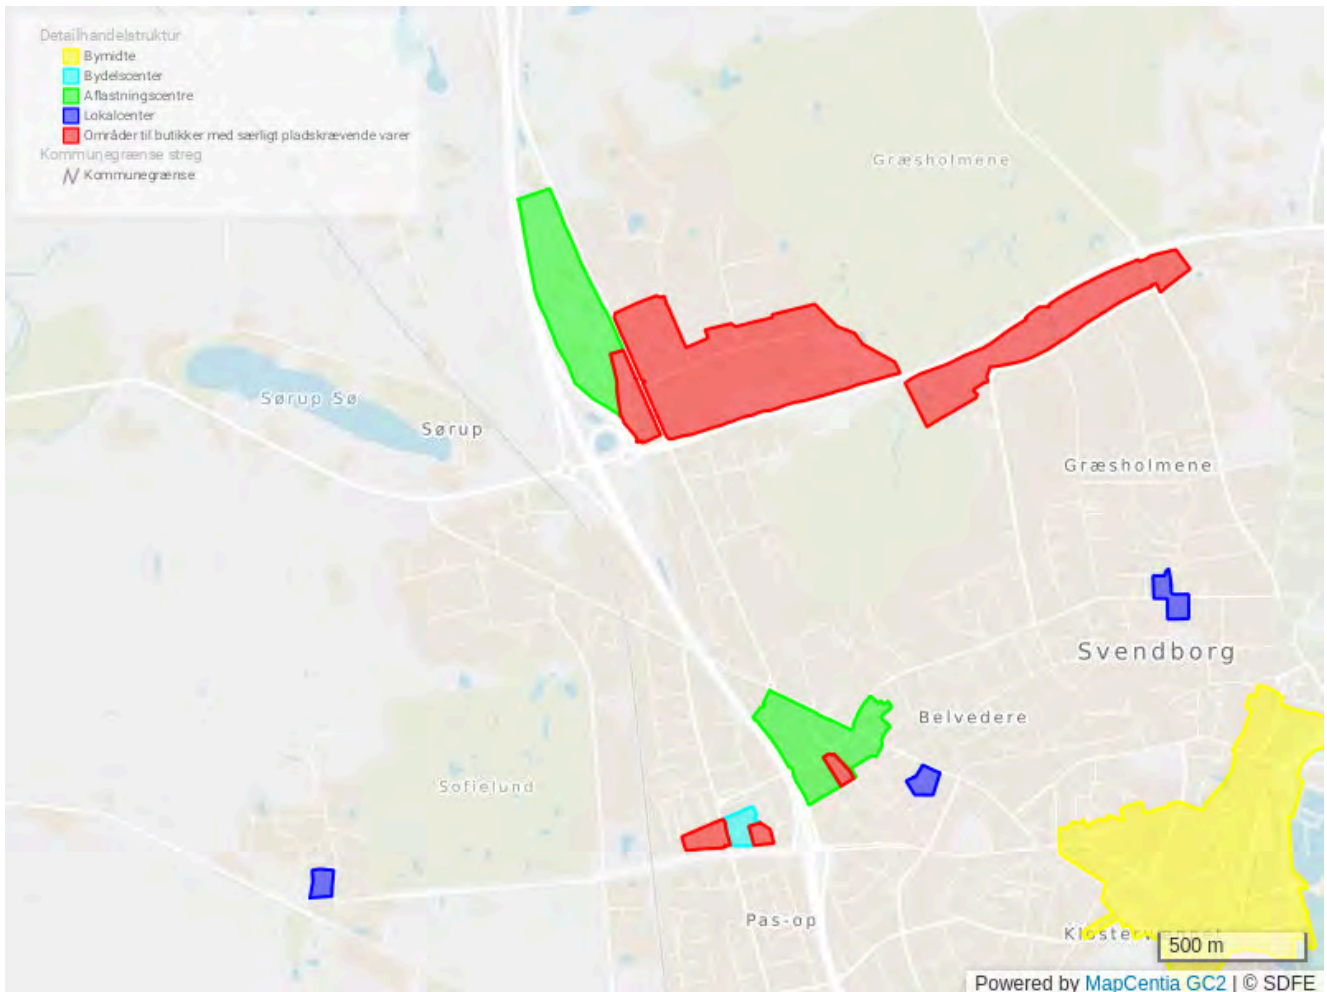 Detailhandelstruktur
Bymidte
Bydelscenter
Aflastningscentre
Lokalcenter
Områder til butikker med særligt pladskrævende varer
Kommunegrænse streg
Kommunegrænse
Græsholmene
Sørup Sø
Sørup
Græsholmene
Svendborg
Belvedere
Sofielund
Pas-op
500 m
Powered by MapCentia GC2 | © SDFE